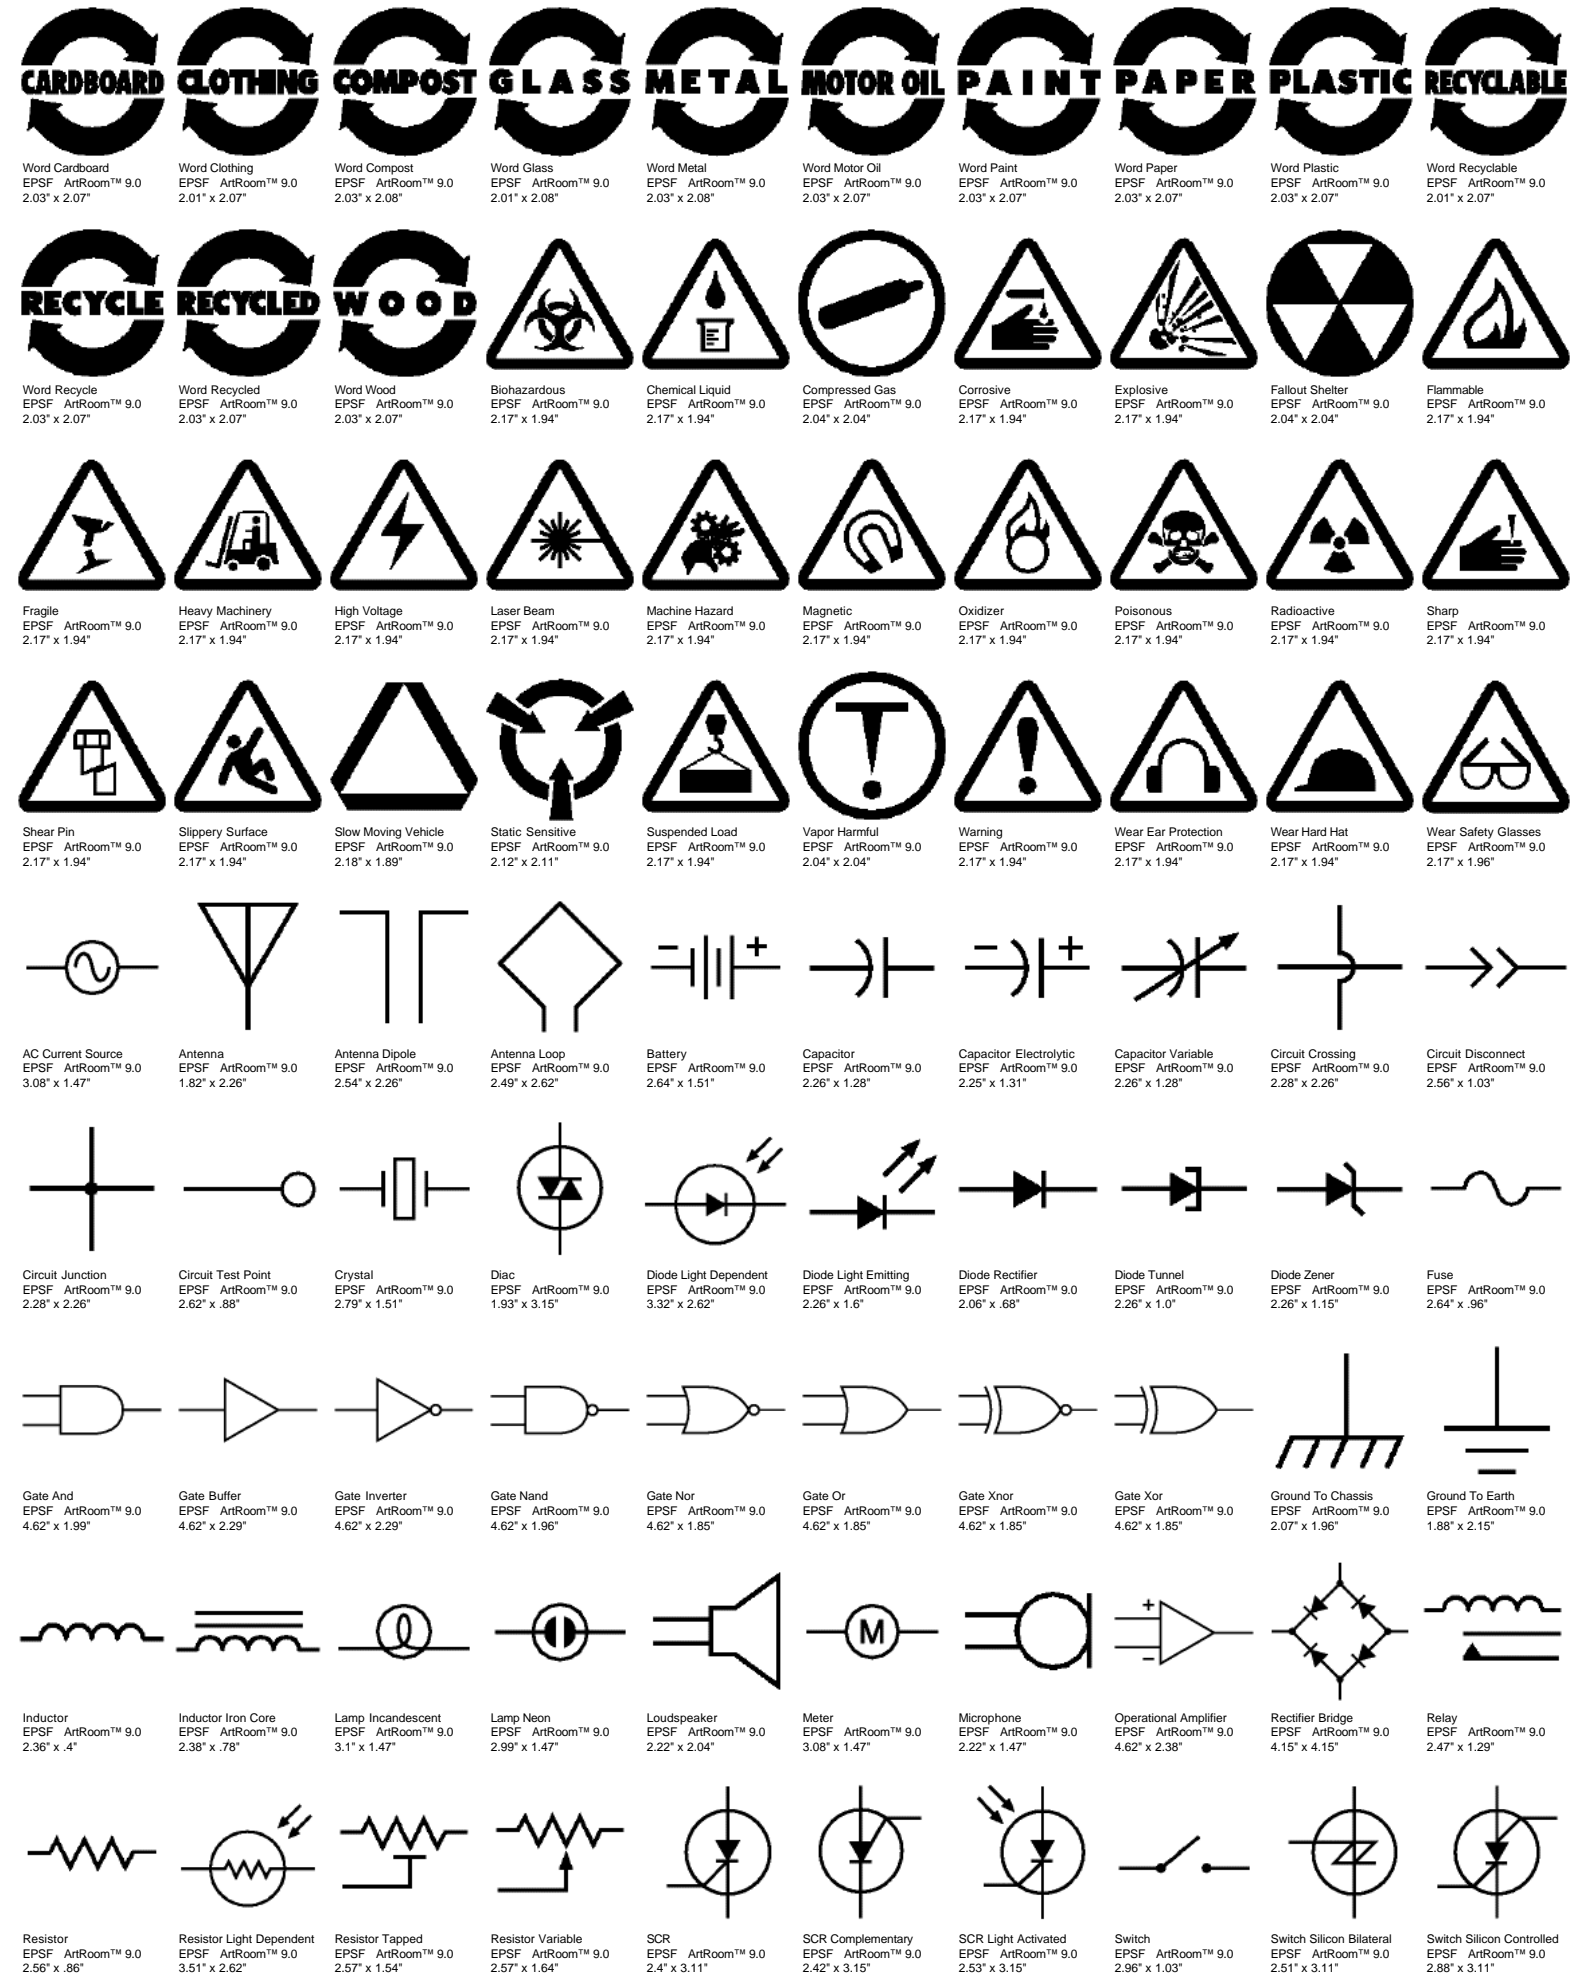 CARDBOARD
Word Cardboard
EPSF ArtRoom™ 9.0
2.03" x 2.07"
CLOTHING
Word Clothing
EPSF ArtRoom™ 9.0
2.01" x 2.07"
COMPOST
Word Compost
EPSF ArtRoom™ 9.0
2.03" x 2.08"
GLASS
Word Glass
EPSF ArtRoom™ 9.0
2.01" x 2.08"
METAL
Word Metal
EPSF ArtRoom™ 9.0
2.03" x 2.08"
MOTOR OIL
Word Motor Oil
EPSF ArtRoom™ 9.0
2.03" x 2.07"
PAINT
Word Paint
EPSF ArtRoom™ 9.0
2.03" x 2.07"
PAPER
Word Paper
EPSF ArtRoom™ 9.0
2.03" x 2.07"
PLASTIC
Word Plastic
EPSF ArtRoom™ 9.0
2.03" x 2.07"
RECYCLABLE
Word Recyclable
EPSF ArtRoom™ 9.0
2.01" x 2.07"
RECYCLE
Word Recycle
EPSF ArtRoom™ 9.0
2.03" x 2.07"
RECYCLED
Word Recycled
EPSF ArtRoom™ 9.0
2.03" x 2.07"
WOOD
Word Wood
EPSF ArtRoom™ 9.0
2.03" x 2.07"
Biohazardous
EPSF ArtRoom™ 9.0
2.17" x 1.94"
Chemical Liquid
EPSF ArtRoom™ 9.0
2.17" x 1.94"
Compressed Gas
EPSF ArtRoom™ 9.0
2.04" x 2.04"
Corrosive
EPSF ArtRoom™ 9.0
2.17" x 1.94"
Explosive
EPSF ArtRoom™ 9.0
2.17" x 1.94"
Fallout Shelter
EPSF ArtRoom™ 9.0
2.04" x 2.04"
Flammable
EPSF ArtRoom™ 9.0
2.17" x 1.94"
Fragile
EPSF ArtRoom™ 9.0
2.17" x 1.94"
Heavy Machinery
EPSF ArtRoom™ 9.0
2.17" x 1.94"
High Voltage
EPSF ArtRoom™ 9.0
2.17" x 1.94"
Laser Beam
EPSF ArtRoom™ 9.0
2.17" x 1.94"
Machine Hazard
EPSF ArtRoom™ 9.0
2.17" x 1.94"
Magnetic
EPSF ArtRoom™ 9.0
2.17" x 1.94"
Oxidizer
EPSF ArtRoom™ 9.0
2.17" x 1.94"
Poisonous
EPSF ArtRoom™ 9.0
2.17" x 1.94"
Radioactive
EPSF ArtRoom™ 9.0
2.17" x 1.94"
Sharp
EPSF ArtRoom™ 9.0
2.17" x 1.94"
Shear Pin
EPSF ArtRoom™ 9.0
2.17" x 1.94"
Slippery Surface
EPSF ArtRoom™ 9.0
2.17" x 1.94"
Slow Moving Vehicle
EPSF ArtRoom™ 9.0
2.18" x 1.89"
Static Sensitive
EPSF ArtRoom™ 9.0
2.12" x 2.11"
Suspended Load
EPSF ArtRoom™ 9.0
2.17" x 1.94"
Vapor Harmful
EPSF ArtRoom™ 9.0
2.04" x 2.04"
Warning
EPSF ArtRoom™ 9.0
2.17" x 1.94"
Wear Ear Protection
EPSF ArtRoom™ 9.0
2.17" x 1.94"
Wear Hard Hat
EPSF ArtRoom™ 9.0
2.17" x 1.94"
Wear Safety Glasses
EPSF ArtRoom™ 9.0
2.17" x 1.96"
AC Current Source
EPSF ArtRoom™ 9.0
3.08" x 1.47"
Antenna
EPSF ArtRoom™ 9.0
1.82" x 2.26"
Antenna Dipole
EPSF ArtRoom™ 9.0
2.54" x 2.26"
Antenna Loop
EPSF ArtRoom™ 9.0
2.49" x 2.62"
- +
Battery
EPSF ArtRoom™ 9.0
2.64" x 1.51"
Capacitor
EPSF ArtRoom™ 9.0
2.26" x 1.28"
- +
Capacitor Electrolytic
EPSF ArtRoom™ 9.0
2.25" x 1.31"
Capacitor Variable
EPSF ArtRoom™ 9.0
2.26" x 1.28"
Circuit Crossing
EPSF ArtRoom™ 9.0
2.28" x 2.26"
Circuit Disconnect
EPSF ArtRoom™ 9.0
2.56" x 1.03"
Circuit Junction
EPSF ArtRoom™ 9.0
2.28" x 2.26"
Circuit Test Point
EPSF ArtRoom™ 9.0
2.62" x .88"
Crystal
EPSF ArtRoom™ 9.0
2.79" x 1.51"
Diac
EPSF ArtRoom™ 9.0
1.93" x 3.15"
Diode Light Dependent
EPSF ArtRoom™ 9.0
3.32" x 2.62"
Diode Light Emitting
EPSF ArtRoom™ 9.0
2.26" x 1.6"
Diode Rectifier
EPSF ArtRoom™ 9.0
2.06" x .68"
Diode Tunnel
EPSF ArtRoom™ 9.0
2.26" x 1.0"
Diode Zener
EPSF ArtRoom™ 9.0
2.26" x 1.15"
Fuse
EPSF ArtRoom™ 9.0
2.64" x .96"
Gate And
EPSF ArtRoom™ 9.0
4.62" x 1.99"
Gate Buffer
EPSF ArtRoom™ 9.0
4.62" x 2.29"
Gate Inverter
EPSF ArtRoom™ 9.0
4.62" x 2.29"
Gate Nand
EPSF ArtRoom™ 9.0
4.62" x 1.96"
Gate Nor
EPSF ArtRoom™ 9.0
4.62" x 1.85"
Gate Or
EPSF ArtRoom™ 9.0
4.62" x 1.85"
Gate Xnor
EPSF ArtRoom™ 9.0
4.62" x 1.85"
Gate Xor
EPSF ArtRoom™ 9.0
4.62" x 1.85"
Ground To Chassis
EPSF ArtRoom™ 9.0
2.07" x 1.96"
Ground To Earth
EPSF ArtRoom™ 9.0
1.88" x 2.15"
Inductor
EPSF ArtRoom™ 9.0
2.36" x .4"
Inductor Iron Core
EPSF ArtRoom™ 9.0
2.38" x .78"
Lamp Incandescent
EPSF ArtRoom™ 9.0
3.1" x 1.47"
Lamp Neon
EPSF ArtRoom™ 9.0
2.99" x 1.47"
Loudspeaker
EPSF ArtRoom™ 9.0
2.22" x 2.04"
M
Meter
EPSF ArtRoom™ 9.0
3.08" x 1.47"
Microphone
EPSF ArtRoom™ 9.0
2.22" x 1.47"
+
-
Operational Amplifier
EPSF ArtRoom™ 9.0
4.62" x 2.38"
Rectifier Bridge
EPSF ArtRoom™ 9.0
4.15" x 4.15"
Relay
EPSF ArtRoom™ 9.0
2.47" x 1.29"
Resistor
EPSF ArtRoom™ 9.0
2.56" x .86"
Resistor Light Dependent
EPSF ArtRoom™ 9.0
3.51" x 2.62"
Resistor Tapped
EPSF ArtRoom™ 9.0
2.57" x 1.54"
Resistor Variable
EPSF ArtRoom™ 9.0
2.57" x 1.64"
SCR
EPSF ArtRoom™ 9.0
2.4" x 3.11"
SCR Complementary
EPSF ArtRoom™ 9.0
2.42" x 3.15"
SCR Light Activated
EPSF ArtRoom™ 9.0
2.53" x 3.15"
Switch
EPSF ArtRoom™ 9.0
2.96" x 1.03"
Switch Silicon Bilateral
EPSF ArtRoom™ 9.0
2.51" x 3.11"
Switch Silicon Controlled
EPSF ArtRoom™ 9.0
2.88" x 3.11"